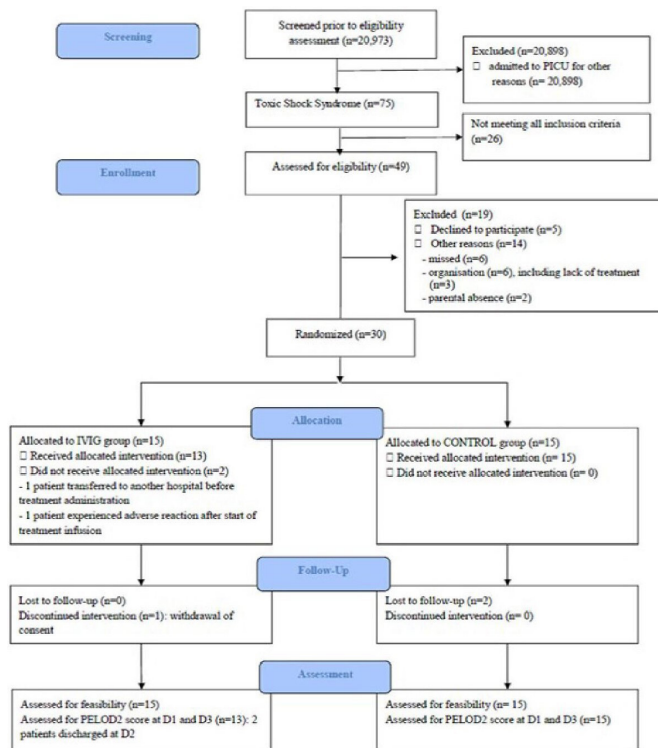 Screening
Screened prior to eligibility
assessment (n=20,973)
Excluded (n=20,898)
□ admitted to PICU for other
reasons (n= 20,898)
Toxic Shock Syndrome (n=75)
Not meeting all inclusion criteria
(n=26)
Enrollment
Assessed for eligibility (n=49)
Excluded (n=19)
□ Declined to participate (n=5)
□ Other reasons (n=14)
- missed (n=6)
- organisation (n=6), including lack of treatment
(n=3)
- parental absence (n=2)
Randomized (n=30)
Allocation
Allocated to IVIG group (n=15)
□ Received allocated intervention (n=13)
□ Did not receive allocated intervention (n=2)
- 1 patient transferred to another hospital before
treatment administration
- 1 patient experienced adverse reaction after start of
treatment infusion
Allocated to CONTROL group (n=15)
□ Received allocated intervention (n= 15)
□ Did not receive allocated intervention (n= 0)
Follow-Up
Lost to follow-up (n=0)
Discontinued intervention (n=1): withdrawal of
consent
Lost to follow-up (n=2)
Discontinued intervention (n= 0)
Assessment
Assessed for feasibility (n=15)
Assessed for PELOD2 score at D1 and D3 (n=13): 2
patients discharged at D2
Assessed for feasibility (n= 15)
Assessed for PELOD2 score at D1 and D3 (n=15)